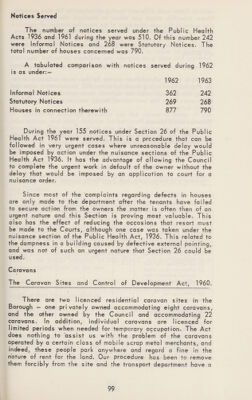 Notices Served
The number of notices served under the Public Health
Acts 1936 and 1961 during the year was 510. Of this number 242
were Informal Notices and 268 were Statutory Notices. The
total number of houses concerned was 790.
A tabulated comparison with notices served during 1962
is as under:—
1962 1963
Informal Notices 362 242
Statutory Notices 269 268
Houses in connection therewith 877 790
During the year 155 notices under Section 26 of the Public
Health Act 1961 were served. This is a prcedure that can be
followed in very urgent cases where unreasonable delay would
be imposed by action under the nuisance sections of the Public
Health Act 1936. It has the advantage of allowing the Council
to complete the urgent work in default of the owner without the
delay that would be imposed by an application to court for a
nuisance order.
Since most of the complaints regarding defects in houses
are only made to the department after the tenants have failed
to secure action from the owners the matter is often then of an
urgent nature and this Section is proving most valuable. This
also has the effect of reducing the occasions that resort must
be made to the Courts, although one case was taken under the
nuisance section of the Public Health Act, 1936. This related to
the dampness in a building caused by defective external pointing,
and was not of such an urgent nature that Section 26 could be
used.
Caravans
The Caravan Sites and Control of Development Act, 1960.
There are two licenced residential caravan sites in the
Borough – one privately owned accommodating eight caravans,
and the other owned by the Council and accommodating 22
caravans. In addition, individual caravans are licenced for
limited periods when needed for temporary occupation. The Act
does nothing to assist us with the problem of the caravans
operated by a certain class of mobile scrap metal merchants, and
indeed, these people park anywhere and regard a fine in the
nature of rent for the land. Our procedure has been to remove
them forcibly from the site and the transport department have a
99